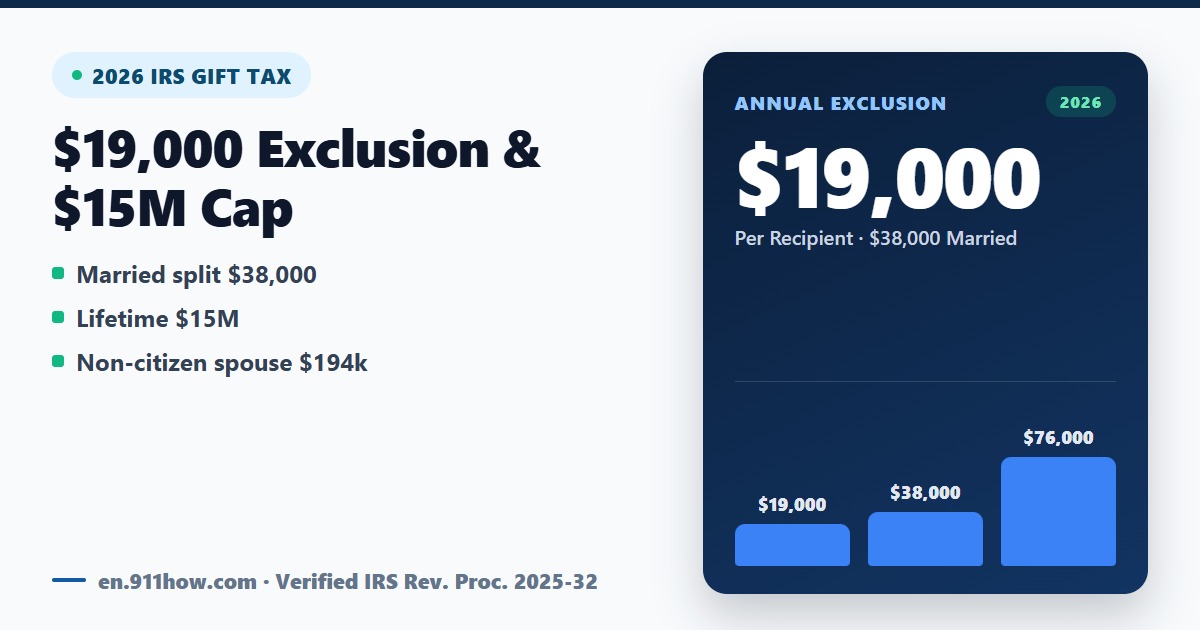 2026 IRS GIFT TAX
$19,000 Exclusion &
$15M Cap
Married split $38,000
Lifetime $15M
Non-citizen spouse $194k
en.911how.com · Verified IRS Rev. Proc. 2025-32
ANNUAL EXCLUSION
2026
$19,000
Per Recipient · $38,000 Married
$19,000
$38,000
$76,000